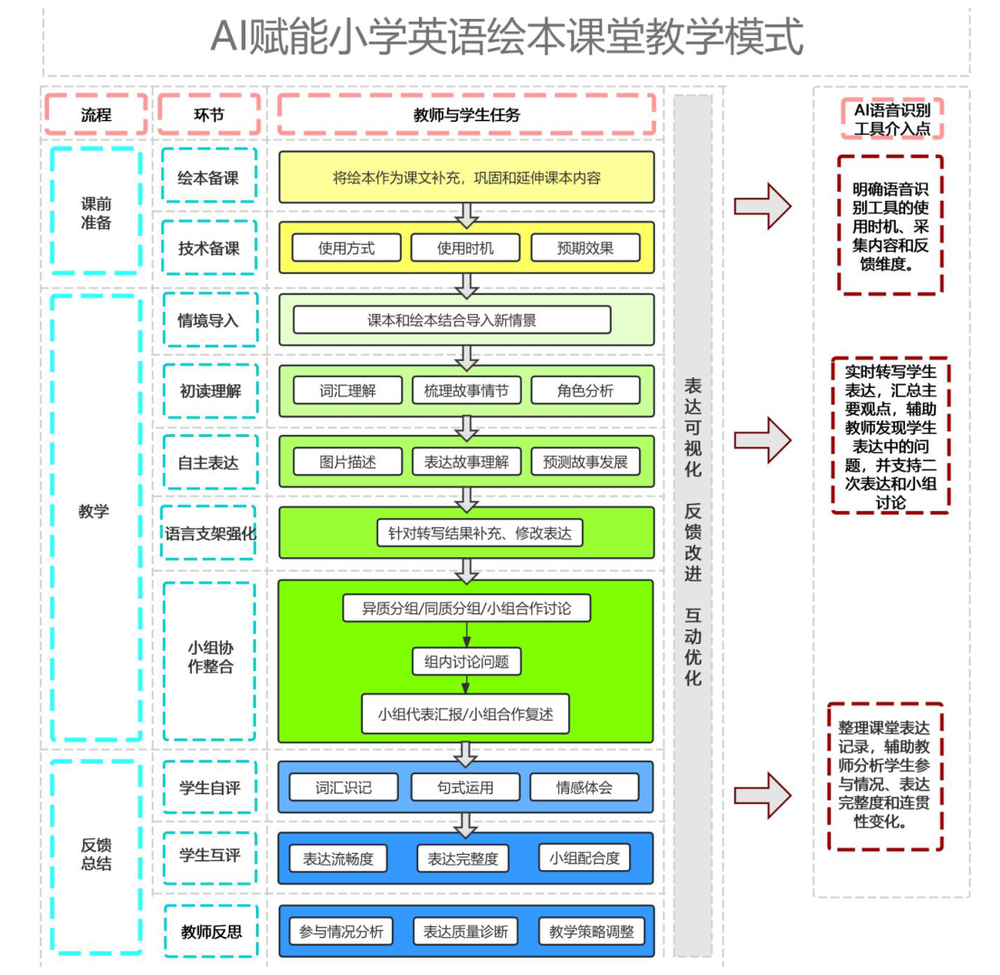 AI赋能小学英语绘本课堂教学模式
流程
环节
教师与学生任务
AI语音识别
工具介入点
课前
准备
绘本备课
将绘本作为课文补充，巩固和延伸课本内容
技术备课
使用方式
使用时机
预期效果
明确语音识
别工具的使
用时机、采
集内容和反
馈维度。
教学
情境导入
课本和绘本结合导入新情景
初读理解
词汇理解
梳理故事情节
角色分析
自主表达
图片描述
表达故事理解
预测故事发展
语言支架强化
针对转写结果补充、修改表达
小组协
作整合
异质分组/同质分组/小组合作讨论
组内讨论问题
小组代表汇报/小组合作复述
表达可视化 反馈改进 互动优化
实时转写学生
表达，汇总主
要观点，辅助
教师发现学生
表达中的问
题，并支持二
次表达和小组
讨论
反馈
总结
学生自评
词汇识记
句式运用
情感体会
学生互评
表达流畅度
表达完整度
小组配合度
教师反思
参与情况分析
表达质量诊断
教学策略调整
整理课堂表达
记录，辅助教
师分析学生参
与情况、表达
完整度和连贯
性变化。